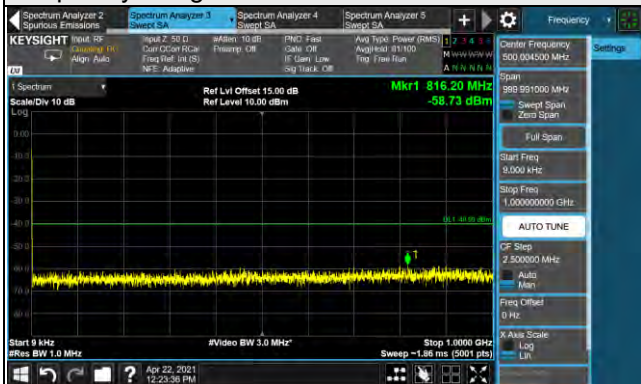 Spectrum Analyzer 2
Spurious Emissions
Spectrum Analyzer 3
Swept SA
Spectrum Analyzer 4
Swept SA
Spectrum Analyzer 5
Swept SA
Frequency
KEYSIGHT
Input: RF
Coupling: DC
Align: Auto
Input Z: 50 Ω
Corr CCorr RCal
Freq Ref: Int (S)
NFE: Adaptive
#Atten: 10 dB
Preamp: Off
PNO: Fast
Gate: Off
IF Gain: Low
Sig Track: Off
Avg Type: Power (RMS)
Avg|Hold: 81/100
Trig: Free Run
1 Spectrum
Scale/Div 10 dB
Ref Lvl Offset 15.00 dB
Ref Level 10.00 dBm
Mkr1 816.20 MHz
-58.73 dBm
Log
0.00
1
Start 9 kHz
#Res BW 1.0 MHz
#Video BW 3.0 MHz*
Stop 1.0000 GHz
Sweep ~1.86 ms (5001 pts)
Apr 22, 2021
12:23:36 PM
Center Frequency
500.004500 MHz
Settings
Span
999.991000 MHz
Swept Span
Zero Span
Full Span
Start Freq
9.000 kHz
Stop Freq
1.000000000 GHz
AUTO TUNE
CF Step
2.500000 MHz
Auto
Man
Freq Offset
0 Hz
X Axis Scale
Log
Lin